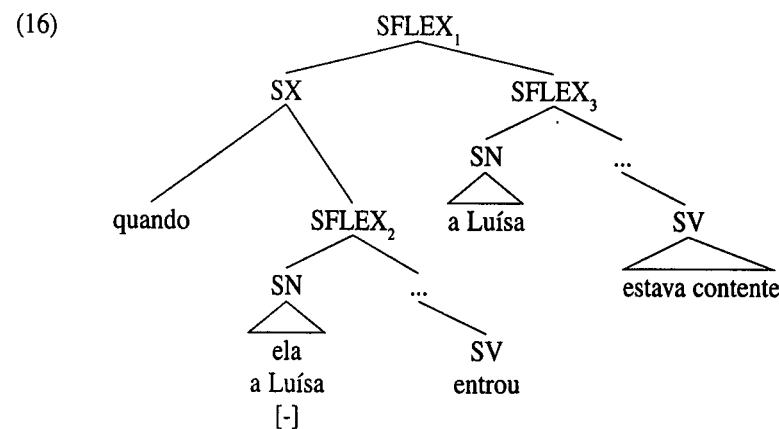 (16) SFLEX₁
SX SFLEX₃
SN ...
quando SFLEX₂ a Luísa SV
SN ... estava contente
ela SV
a Luísa entrou
[-]